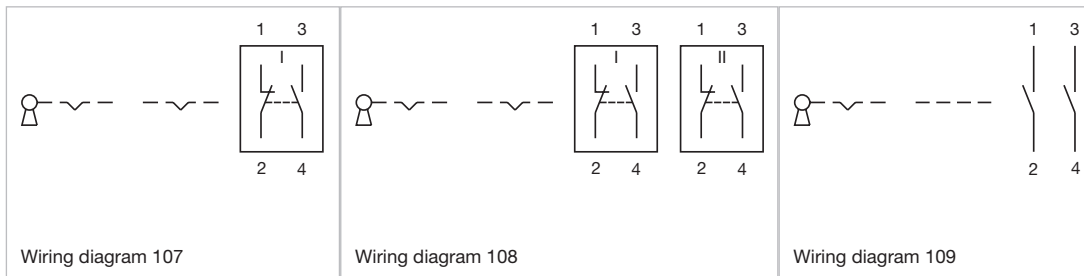 1 3
I
2 4
Wiring diagram 107
1 3 1 3
I II
2 4 2 4
Wiring diagram 108
1 3
2 4
Wiring diagram 109